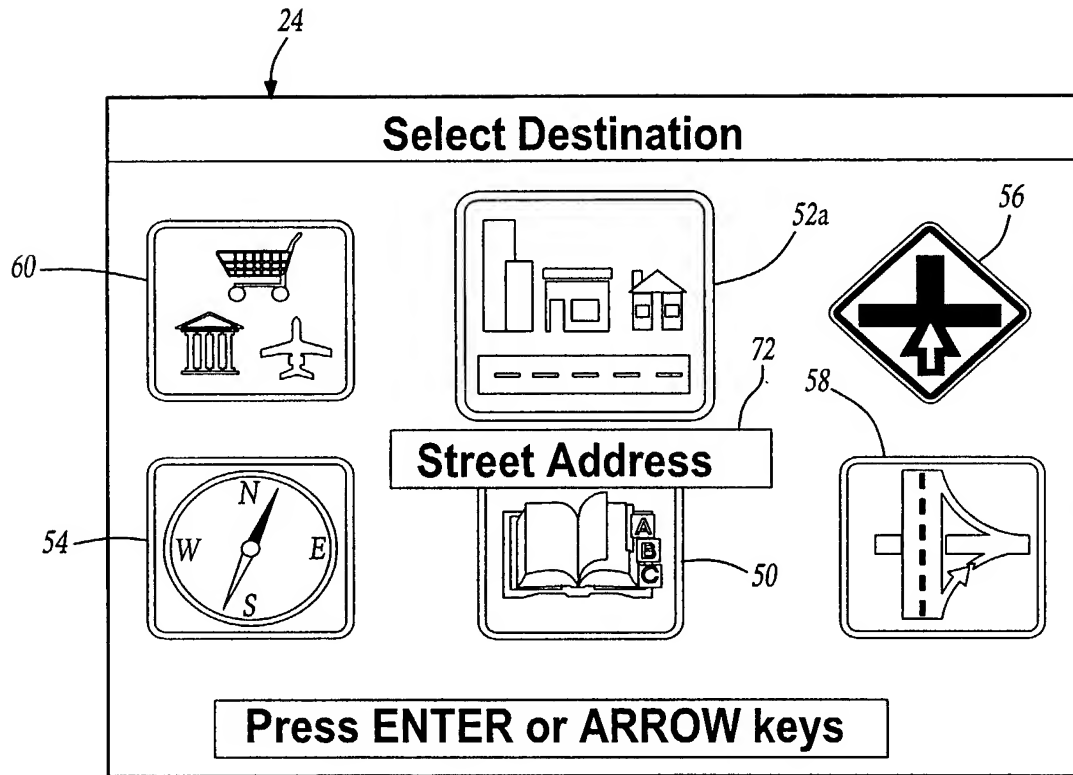 24
Select Destination
60
52a
56
72
58
Street Address
54
N
W
E
S
A
B
C
50
Press ENTER or ARROW keys